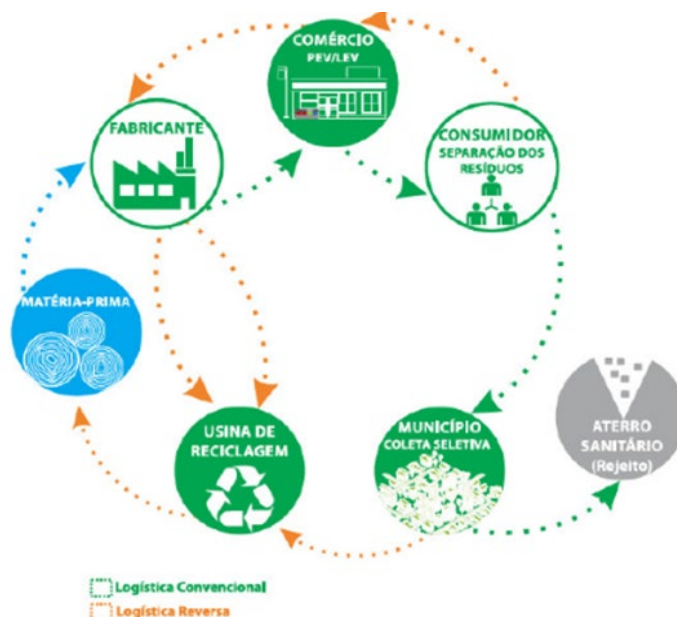 COMÉRCIO
PEV/LEV
FABRICANTE
CONSUMIDOR
SEPARAÇÃO DOS
RESÍDUOS
MATÉRIA-PRIMA
USINA DE
RECICLAGEM
MUNICÍPIO
COLETA SELETIVA
ATERRO
SANITÁRIO
(Rejeito)
Logística Convencional
Logística Reversa